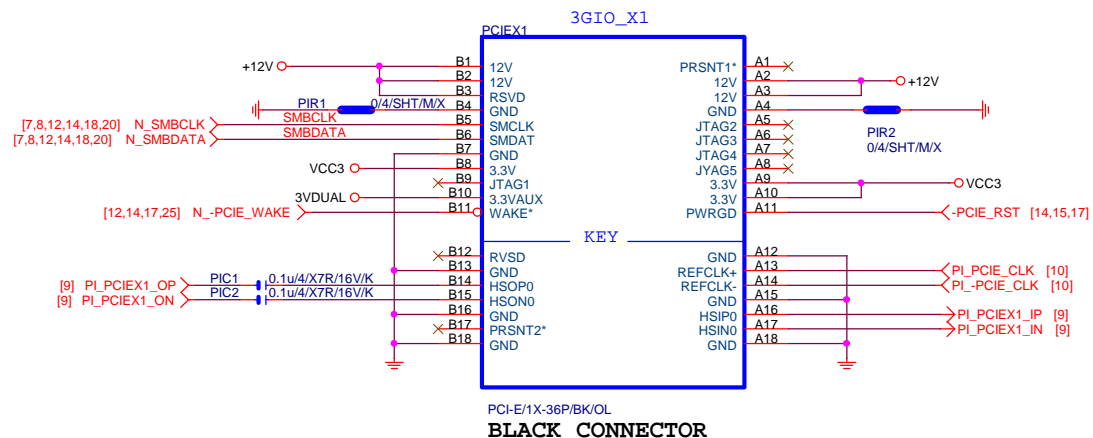 3GIO_X1
PCIEX1
+12V B1 12V PRSNT1* A1
B2 12V 12V A2 +12V
B3 RSVD 12V A3
PIR1 0/4/SHT/M/X B4 GND GND A4
[7,8,12,14,18,20] N_SMBCLK SMBCLK B5 SMCLK JTAG2 A5
[7,8,12,14,18,20] N_SMBDATA SMBDATA B6 SMDAT JTAG3 A6 PIR2
B7 GND JTAG4 A7 0/4/SHT/M/X
VCC3 B8 3.3V JYAG5 A8
B9 JTAG1 3.3V A9 VCC3
3VDUAL B10 3.3VAUX 3.3V A10
[12,14,17,25] N_-PCIE_WAKE B11 WAKE* PWRGD A11 -PCIE_RST [14,15,17]
KEY
B12 RVSD GND A12
B13 GND REFCLK+ A13 PI_PCIE_CLK [10]
[9] PI_PCIEX1_OP PIC1 0.1u/4/X7R/16V/K B14 HSOP0 REFCLK- A14 PI_-PCIE_CLK [10]
[9] PI_PCIEX1_ON PIC2 0.1u/4/X7R/16V/K B15 HSON0 GND A15
B16 GND HSIP0 A16 PI_PCIEX1_IP [9]
B17 PRSNT2* HSIN0 A17 PI_PCIEX1_IN [9]
B18 GND GND A18
PCI-E/1X-36P/BK/OL
BLACK CONNECTOR